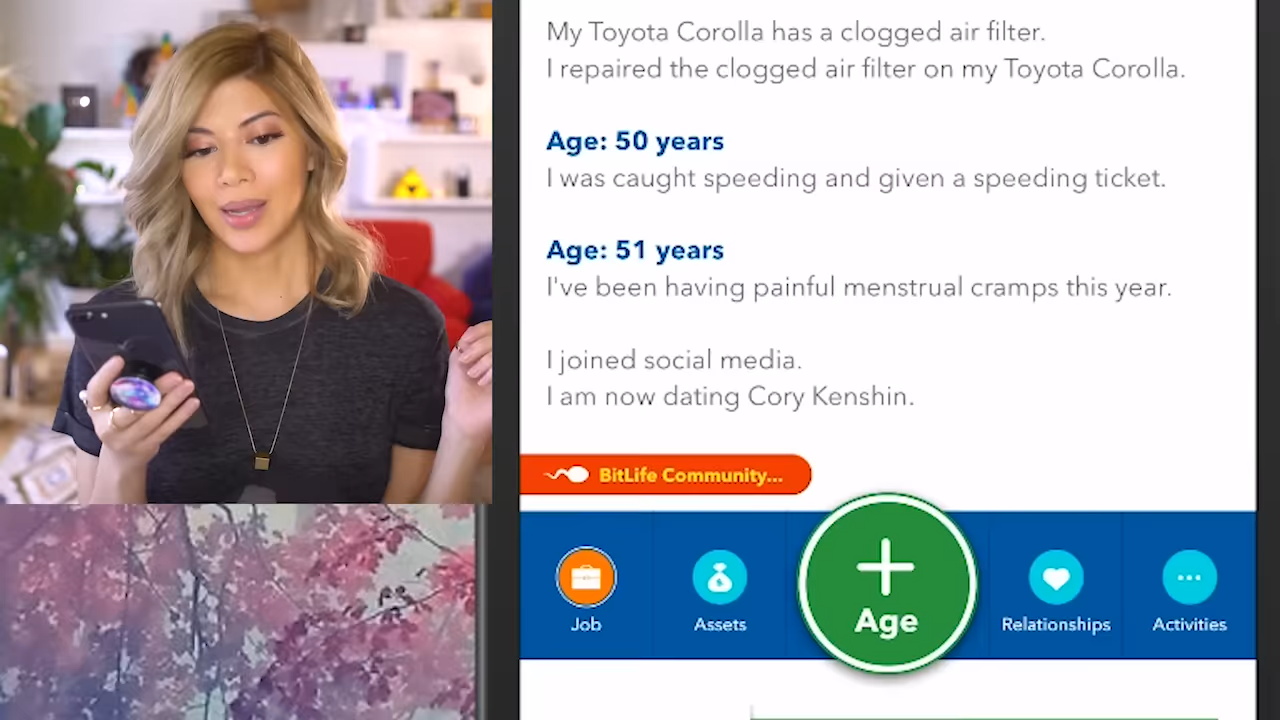 My Toyota Corolla has a clogged air filter.
I repaired the clogged air filter on my Toyota Corolla.
Age: 50 years
I was caught speeding and given a speeding ticket.
Age: 51 years
I've been having painful menstrual cramps this year.
I joined social media.
I am now dating Cory Kenshin.
BitLife Community...
Job
Assets
Age
Relationships
Activities